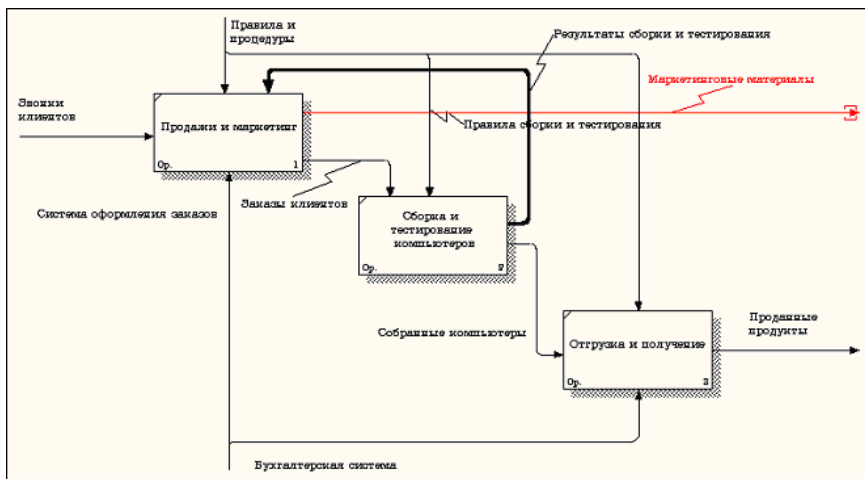 Правила и
процедуры
Результаты сборки и тестирования
Маркетинговые материалы
Звонки
клиентов
Продажи и маркетинг
0р.
1
Правила сборки и тестирования
Заказы клиентов
Система оформления заказов
Сборка и
тестирование
компьютеров
0р.
2
Собранные компьютеры
Проданные
продукты
Отгрузка и получение
0р.
3
Бухгалтерская система